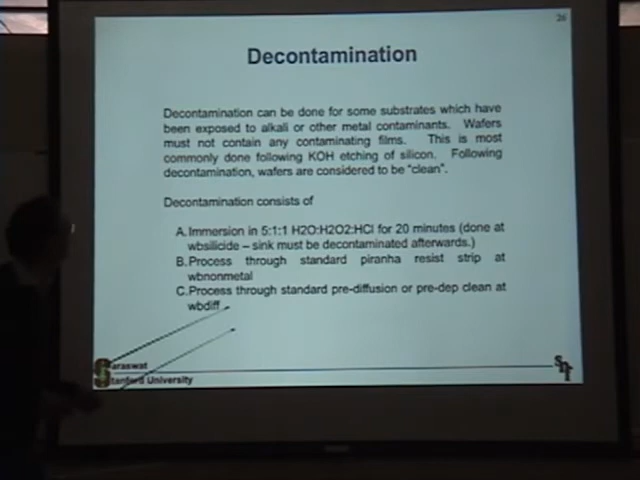 26
Decontamination
Decontamination can be done for some substrates which have
been exposed to alkali or other metal contaminants. Wafers
must not contain any contaminating films. This is most
commonly done following KOH etching of silicon. Following
decontamination, wafers are considered to be "clean".
Decontamination consists of
A. Immersion in 5:1:1 H2O:H2O2:HCl for 20 minutes (done at
wbsilicide – sink must be decontaminated afterwards.)
B. Process through standard piranha resist strip at
wbnonmetal
C. Process through standard pre-diffusion or pre-dep clean at
wbdiff
Saraswat
Stanford University